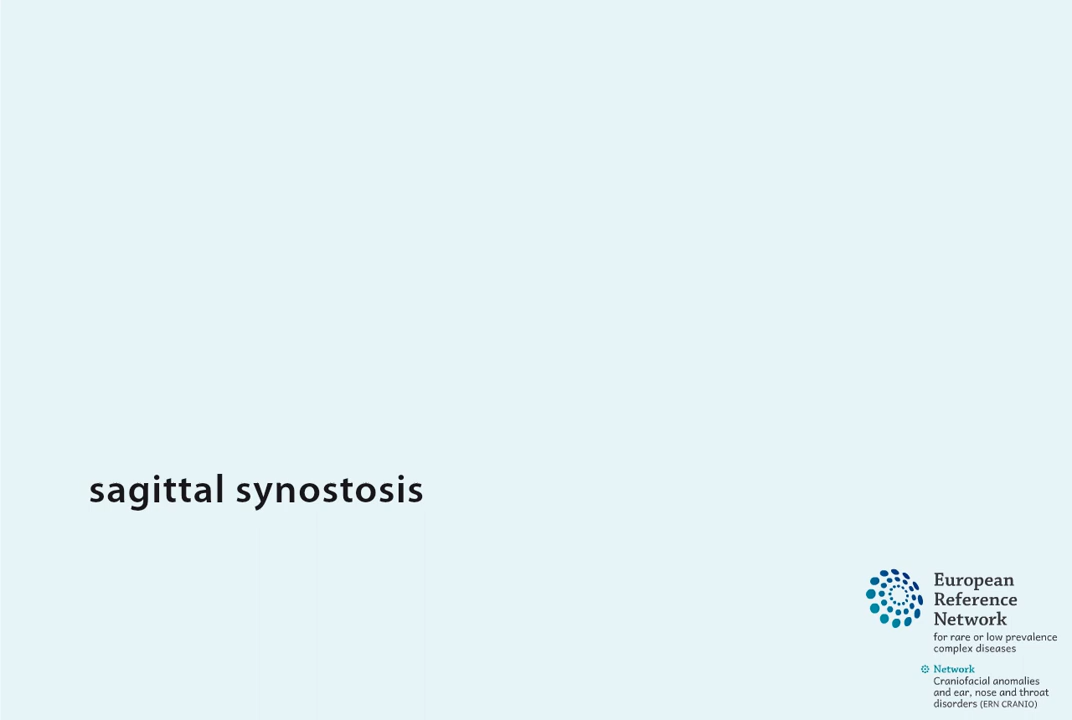 sagittal synostosis
European
Reference
Network
for rare or low prevalence
complex diseases
Network
Craniofacial anomalies
and ear, nose and throat
disorders (ERN CRANIO)